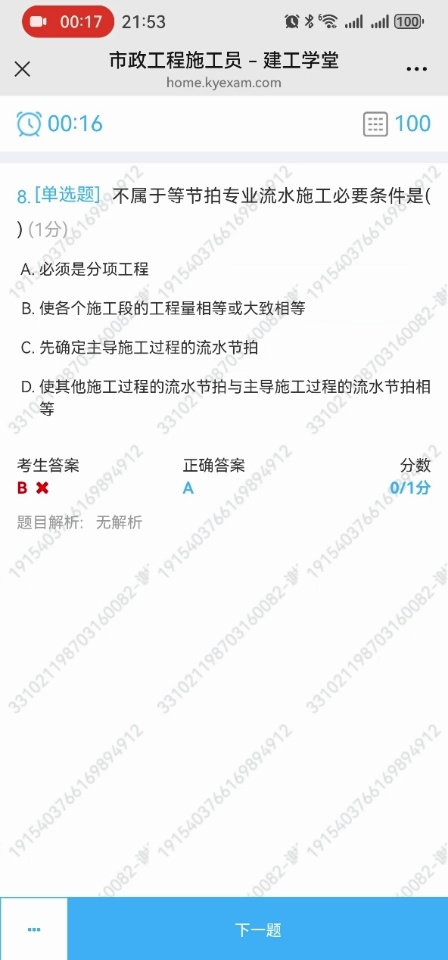 00:17 21:53 6 100
市政工程施工员 – 建工学堂
home.kyexam.com
00:16 100
8.[单选题] 不属于等节拍专业流水施工必要条件是(
) (1分)
A. 必须是分项工程
B. 使各个施工段的工程量相等或大致相等
C. 先确定主导施工过程的流水节拍
D. 使其他施工过程的流水节拍与主导施工过程的流水节拍相
等
考生答案 正确答案 分数
B A 0/1分
题目解析: 无解析
下一题